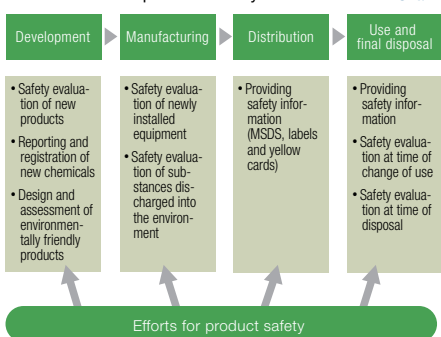 Development
Manufacturing
Distribution
Use and
final disposal
• Safety evalua-
tion of new
products
• Reporting and
registration of
new chemicals
• Design and
assessment of
environmen-
tally friendly
products
• Safety evalua-
tion of newly
installed
equipment
• Safety evalua-
tion of sub-
stances dis-
charged into
the environ-
ment
• Providing
safety infor-
mation
(MSDS, labels
and yellow
cards)
• Providing
safety infor-
mation
• Safety evalua-
tion at time of
change of use
• Safety evalua-
tion at time of
disposal
Efforts for product safety